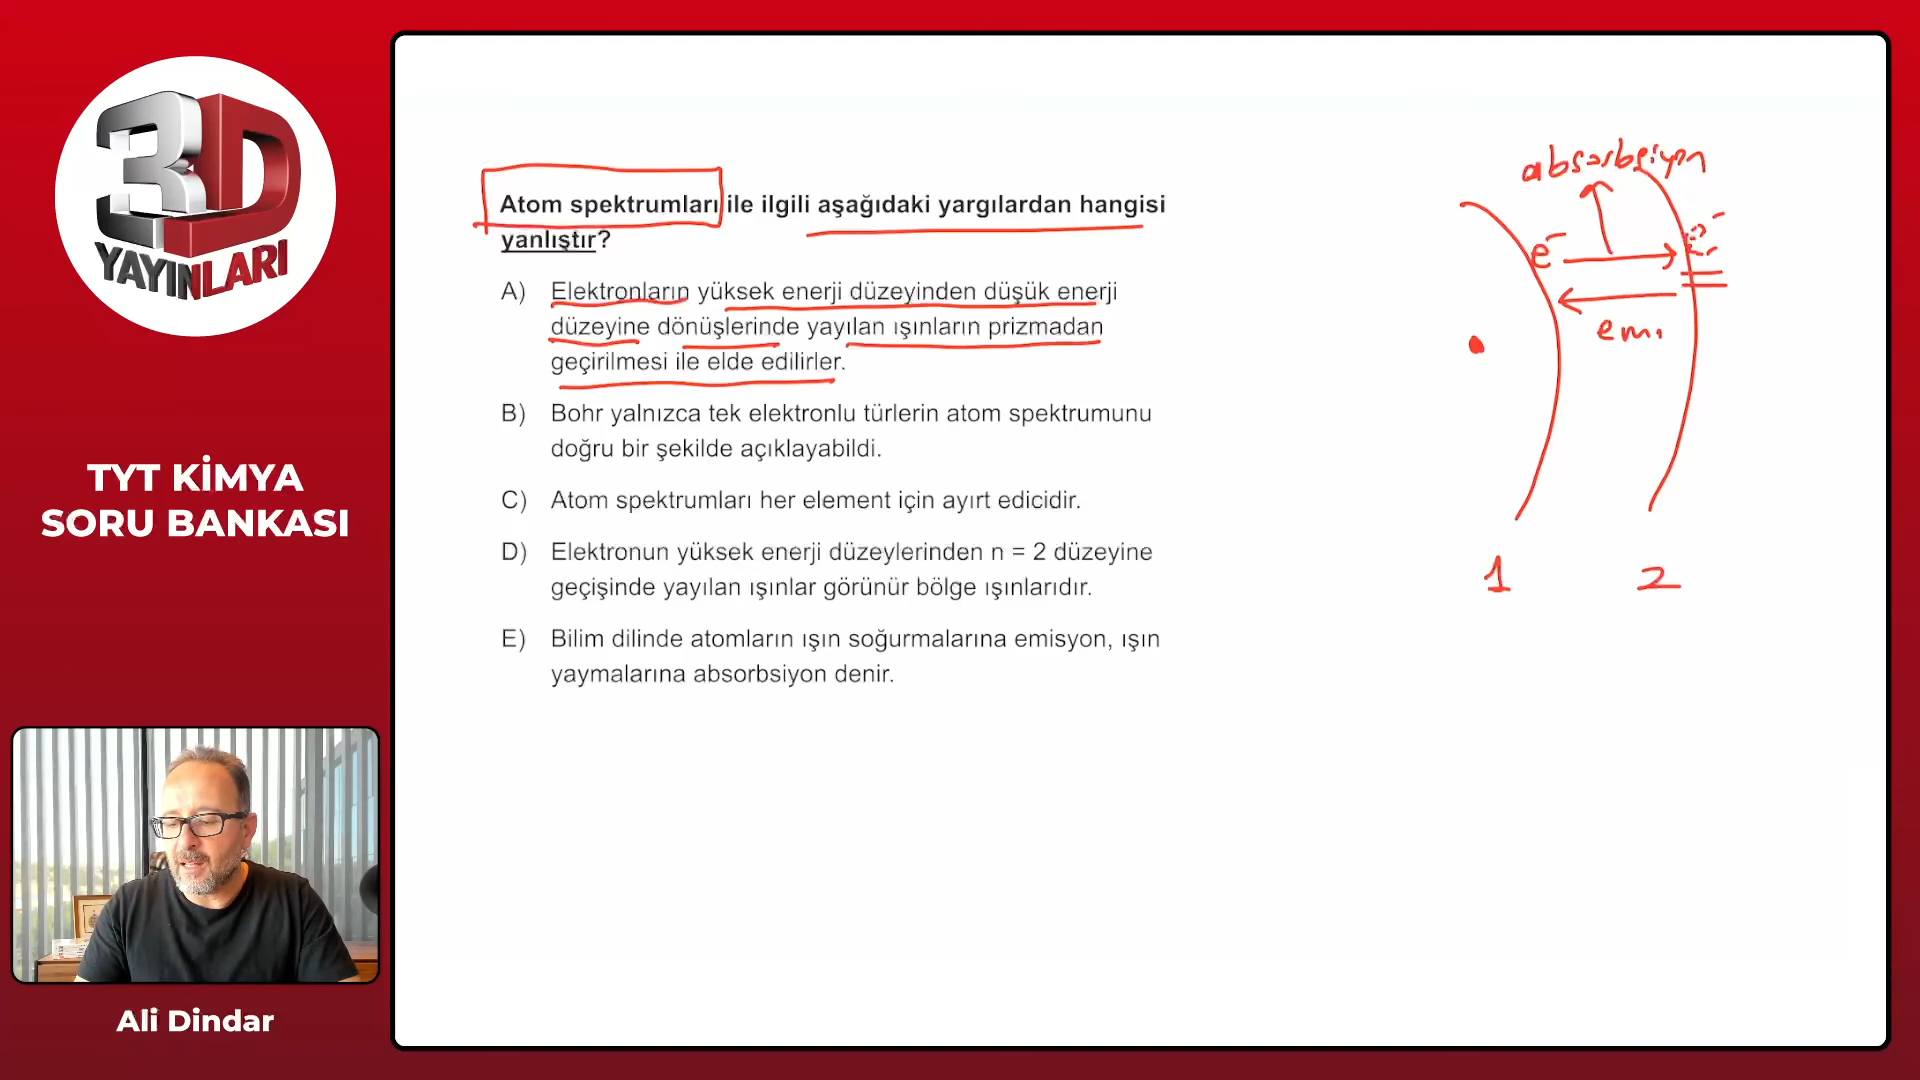 3D
YAYINLARI
TYT KİMYA
SORU BANKASI
Ali Dindar
Atom spektrumları ile ilgili aşağıdaki yargılardan hangisi
yanlıştır?
A) Elektronların yüksek enerji düzeyinden düşük enerji
düzeyine dönüşlerinde yayılan ışınların prizmadan
geçirilmesi ile elde edilirler.
B) Bohr yalnızca tek elektronlu türlerin atom spektrumunu
doğru bir şekilde açıklayabildi.
C) Atom spektrumları her element için ayırt edicidir.
D) Elektronun yüksek enerji düzeylerinden n = 2 düzeyine
geçişinde yayılan ışınlar görünür bölge ışınlarıdır.
E) Bilim dilinde atomların ışın soğurmalarına emisyon, ışın
yaymalarına absorbsiyon denir.
absorbsiyon
e⁻ e⁻
emi
1 2